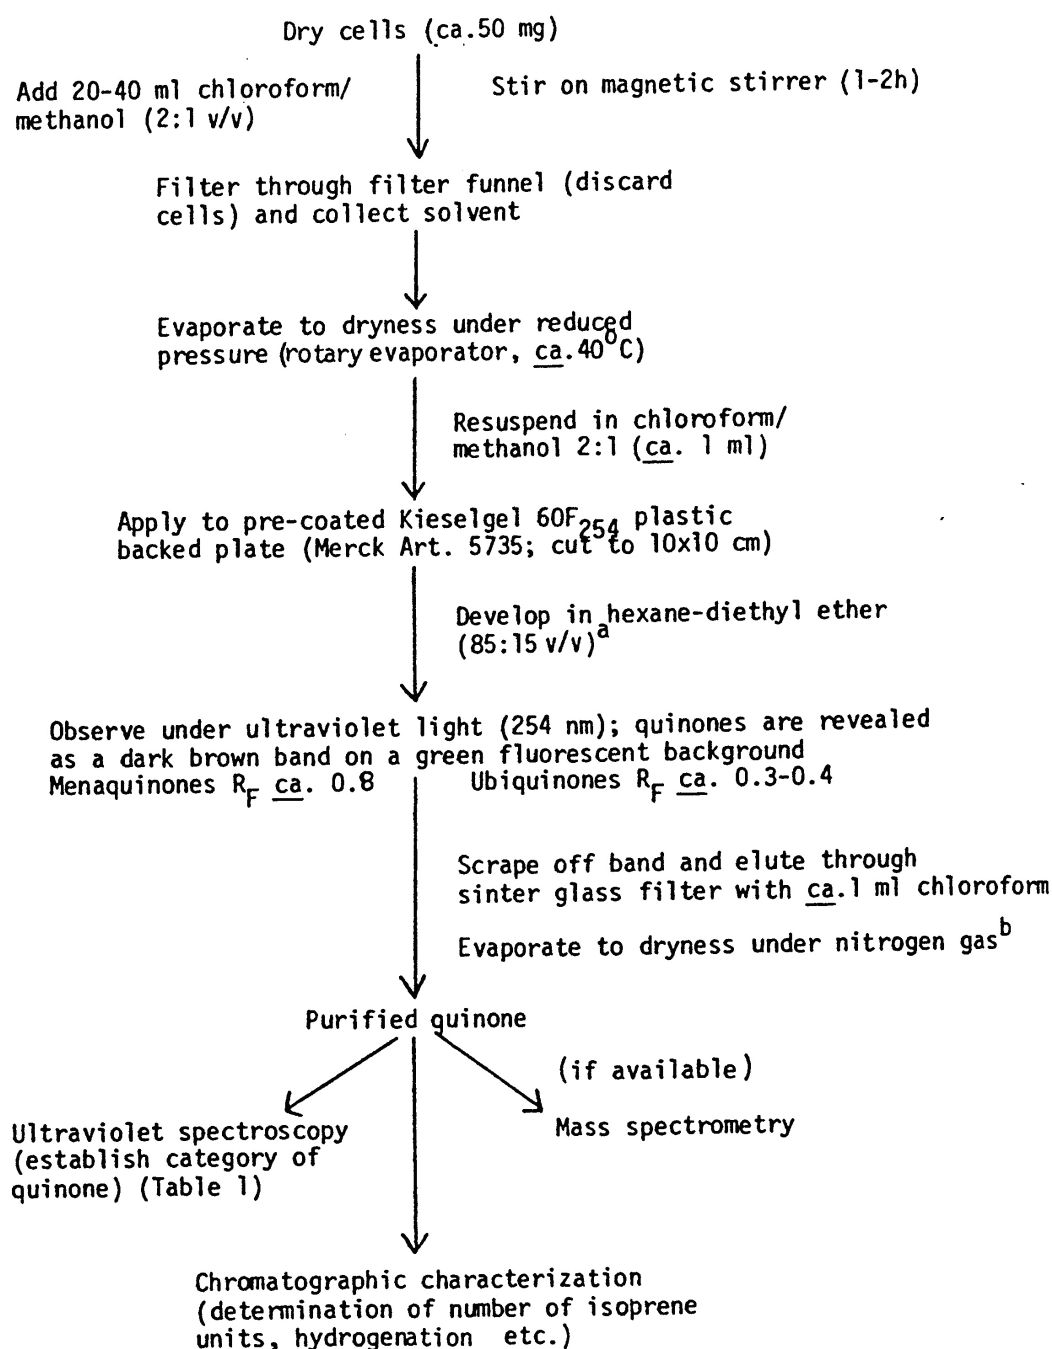 Dry cells (ca.50 mg)
Add 20-40 ml chloroform/
methanol (2:1 v/v)
Stir on magnetic stirrer (1-2h)
Filter through filter funnel (discard
cells) and collect solvent
Evaporate to dryness under reduced
pressure (rotary evaporator, ca.40°C)
Resuspend in chloroform/
methanol 2:1 (ca. 1 ml)
Apply to pre-coated Kieselgel 60F254 plastic
backed plate (Merck Art. 5735; cut to 10x10 cm)
Develop in hexane-diethyl ether
(85:15 v/v)a
Observe under ultraviolet light (254 nm); quinones are revealed
as a dark brown band on a green fluorescent background
Menaquinones RF ca. 0.8 Ubiquinones RF ca. 0.3-0.4
Scrape off band and elute through
sinter glass filter with ca.1 ml chloroform
Evaporate to dryness under nitrogen gasb
Purified quinone
(if available)
Ultraviolet spectroscopy
(establish category of
quinone) (Table 1)
Mass spectrometry
Chromatographic characterization
(determination of number of isoprene
units, hydrogenation etc.)